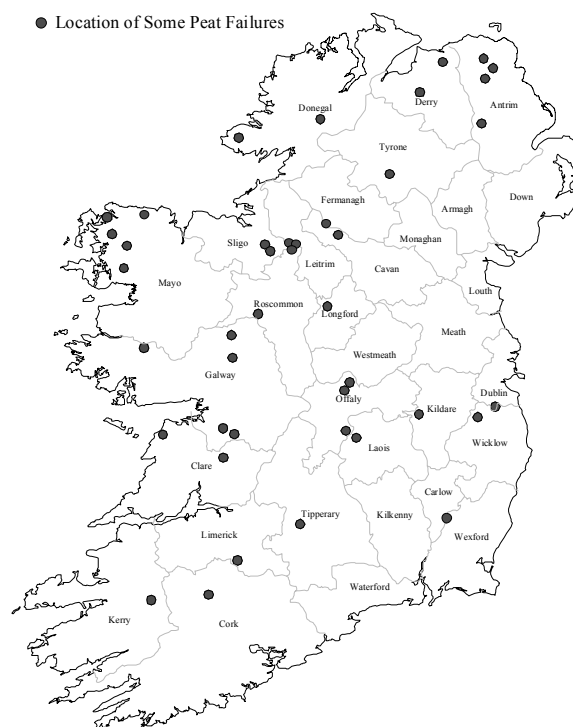 Location of Some Peat Failures
Donegal
Derry
Antrim
Tyrone
Fermanagh
Armagh
Down
Monaghan
Sligo
Leitrim
Cavan
Mayo
Louth
Roscommon
Longford
Meath
Westmeath
Galway
Offaly
Kildare
Dublin
Laois
Wicklow
Clare
Carlow
Tipperary
Kilkenny
Wexford
Limerick
Waterford
Kerry
Cork